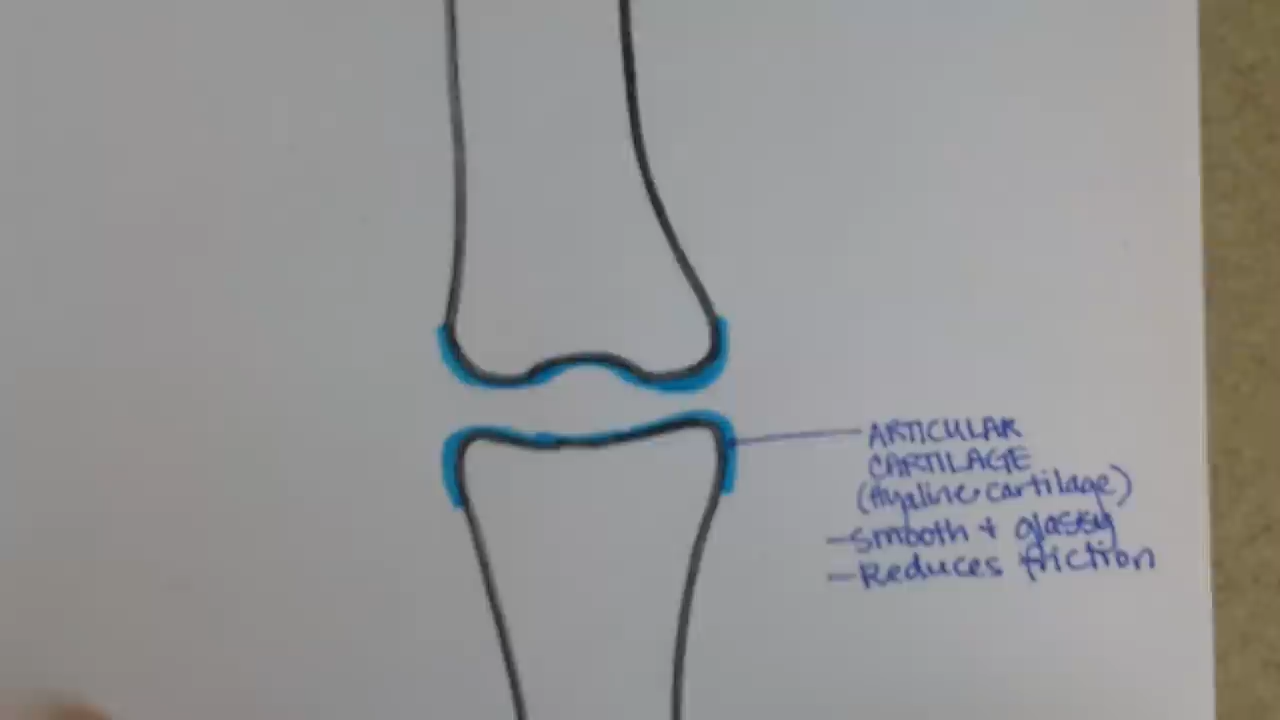 ARTICULAR
CARTILAGE
(Hyaline cartilage)
-Smooth + glassy
-Reduces friction